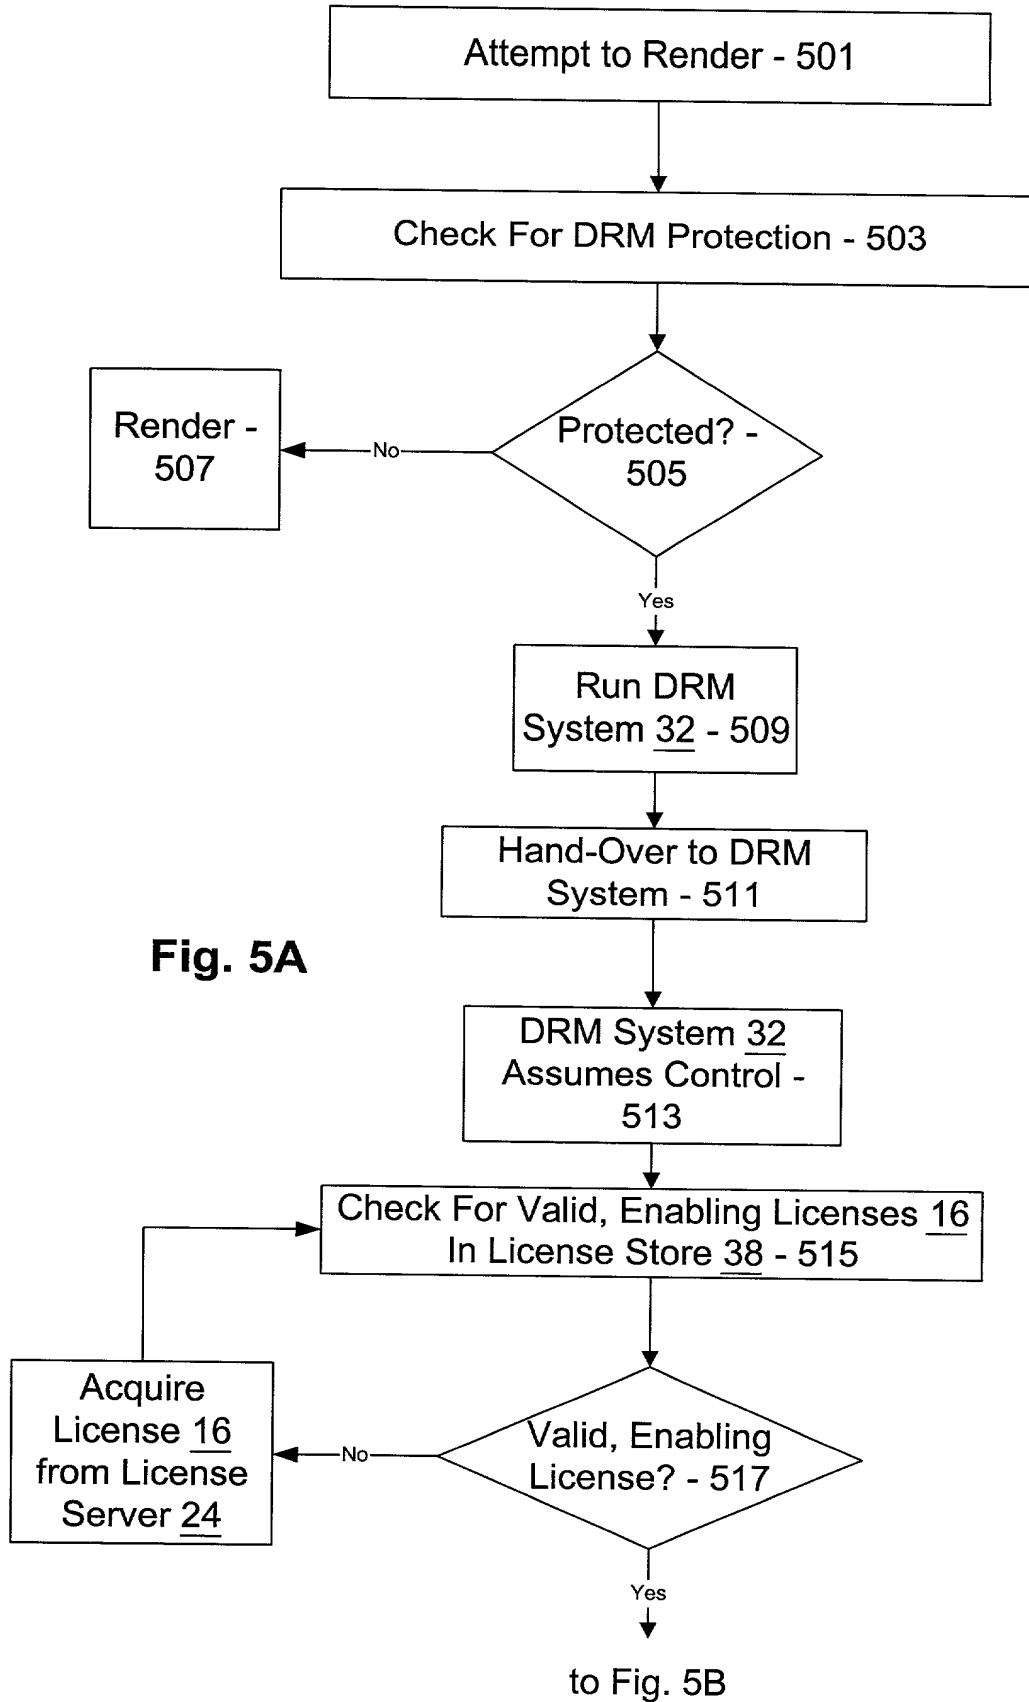 Attempt to Render - 501
Check For DRM Protection - 503
Render -
507
No
Protected? -
505
Yes
Run DRM
System 32 - 509
Hand-Over to DRM
System - 511
Fig. 5A
DRM System 32
Assumes Control -
513
Check For Valid, Enabling Licenses 16
In License Store 38 - 515
Acquire
License 16
from License
Server 24
No
Valid, Enabling
License? - 517
Yes
to Fig. 5B